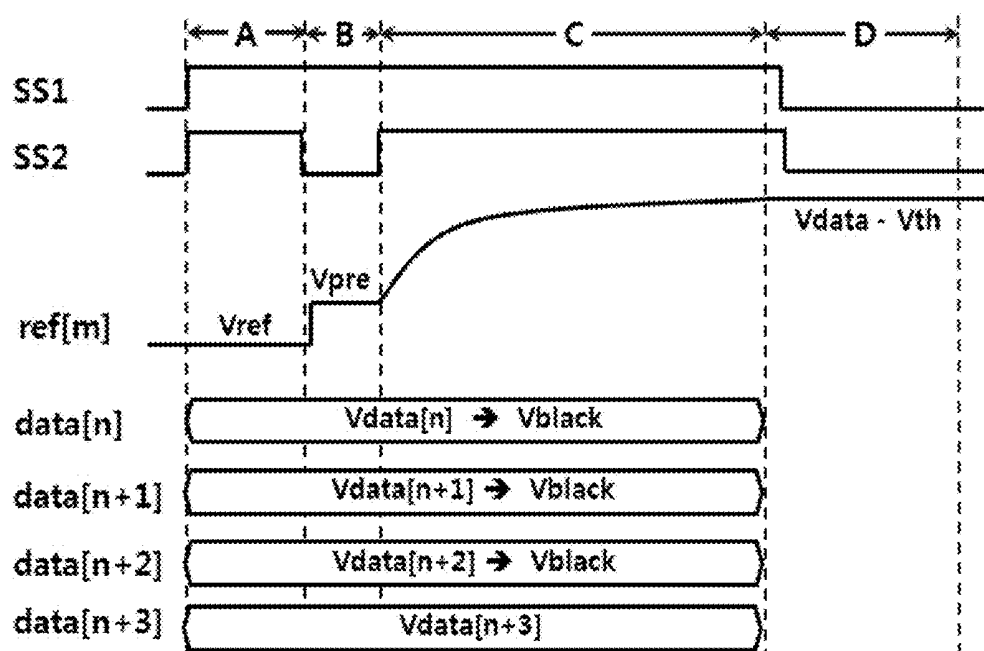 A B C D
SS1
SS2
Vdata - Vth
Vpre
ref[m] Vref
data[n] Vdata[n] ➔ Vblack
data[n+1] Vdata[n+1] ➔ Vblack
data[n+2] Vdata[n+2] ➔ Vblack
data[n+3] Vdata[n+3]